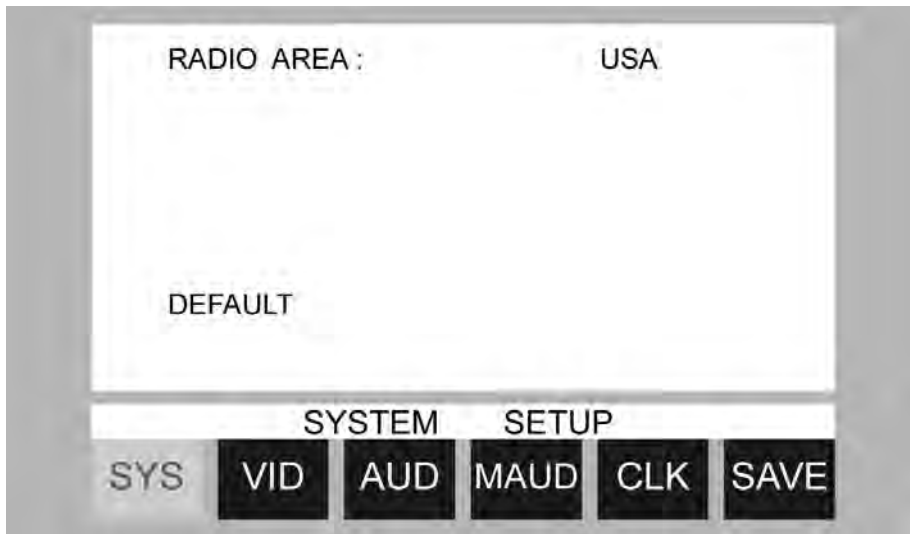 RADIO AREA : USA
DEFAULT
SYSTEM SETUP
SYS VID AUD MAUD CLK SAVE